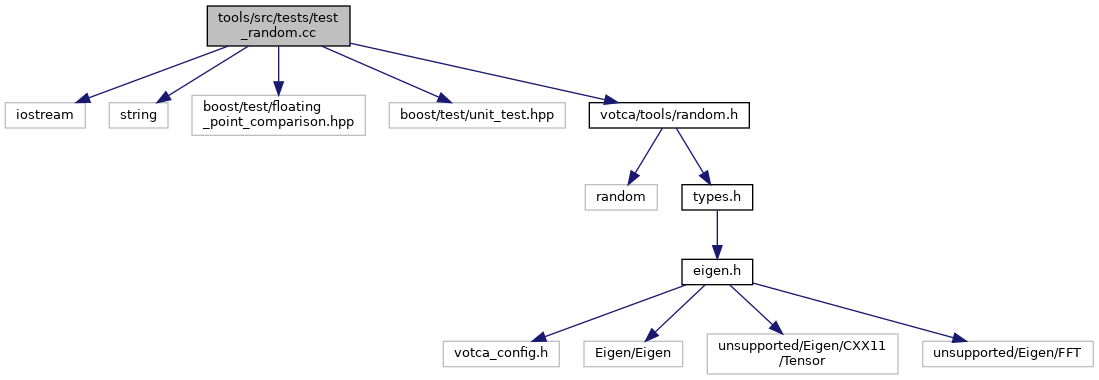 tools/src/tests/test
_random.cc
iostream
string
boost/test/floating
_point_comparison.hpp
boost/test/unit_test.hpp
votca/tools/random.h
random
types.h
eigen.h
votca_config.h
Eigen/Eigen
unsupported/Eigen/CXX11
/Tensor
unsupported/Eigen/FFT